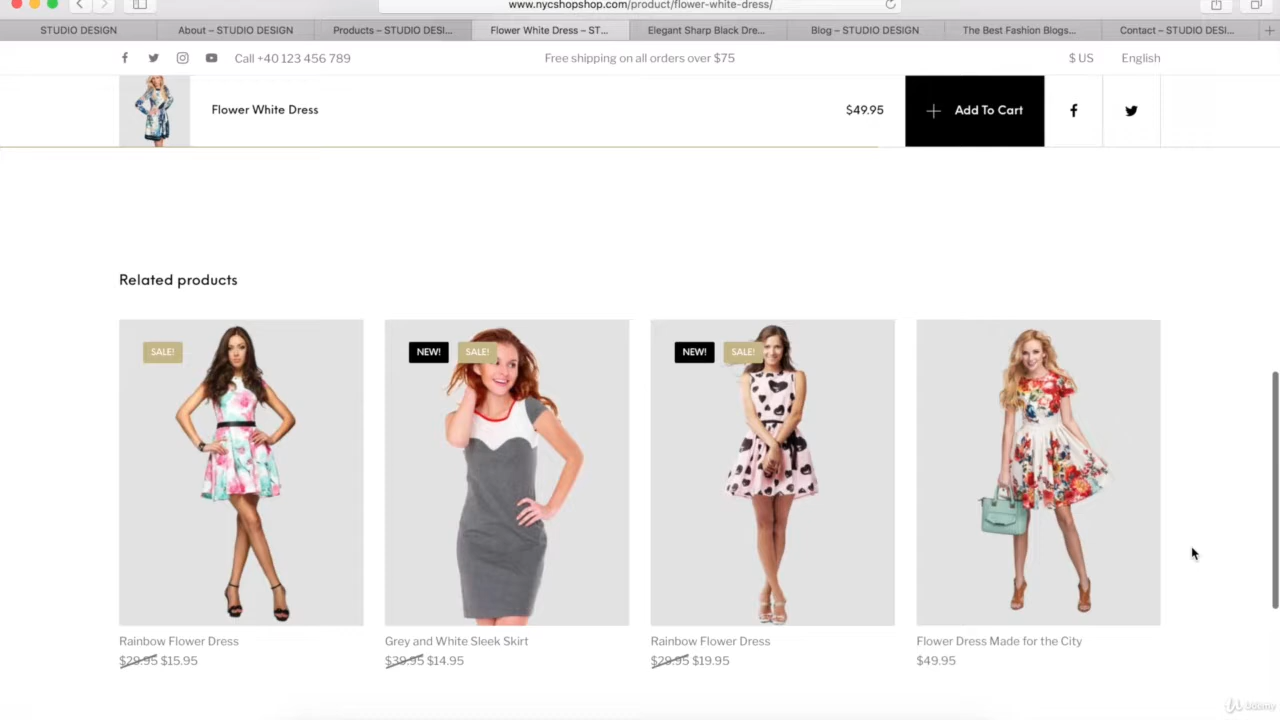 www.nycshopshop.com/product/flower-white-dress/
STUDIO DESIGN
About – STUDIO DESIGN
Products – STUDIO DESI...
Flower White Dress – ST...
Elegant Sharp Black Dre...
Blog – STUDIO DESIGN
The Best Fashion Blogs...
Contact – STUDIO DESI...
Call +40 123 456 789
Free shipping on all orders over $75
$ US
English
Flower White Dress
$49.95
Add To Cart
Related products
SALE!
NEW!
SALE!
NEW!
SALE!
Rainbow Flower Dress
$29.95 $15.95
Grey and White Sleek Skirt
$39.95 $14.95
Rainbow Flower Dress
$29.95 $19.95
Flower Dress Made for the City
$49.95
Udemy